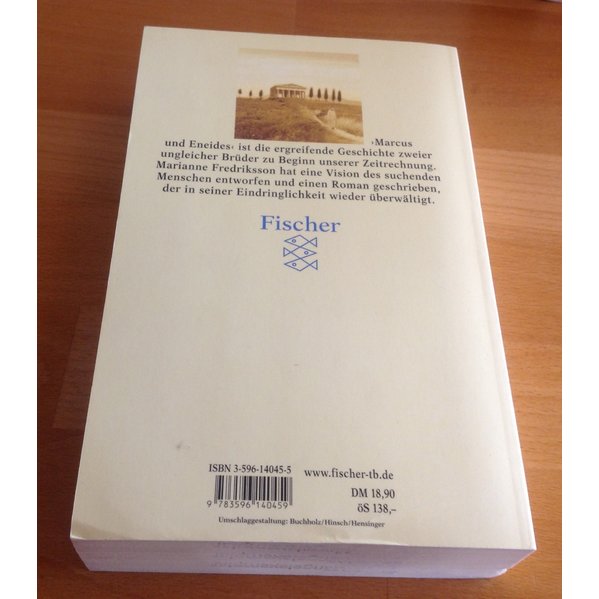 ›Marcus
und Eneides‹ ist die ergreifende Geschichte zweier
ungleicher Brüder zu Beginn unserer Zeitrechnung.
Marianne Fredriksson hat eine Vision des suchenden
Menschen entworfen und einen Roman geschrieben,
der in seiner Eindringlichkeit wieder überwältigt.
Fischer
ISBN 3-596-14045-5
www.fischer-tb.de
9 783596 140459
DM 18,90
öS 138,–
Umschlaggestaltung: Buchholz/Hinsch/Hensinger